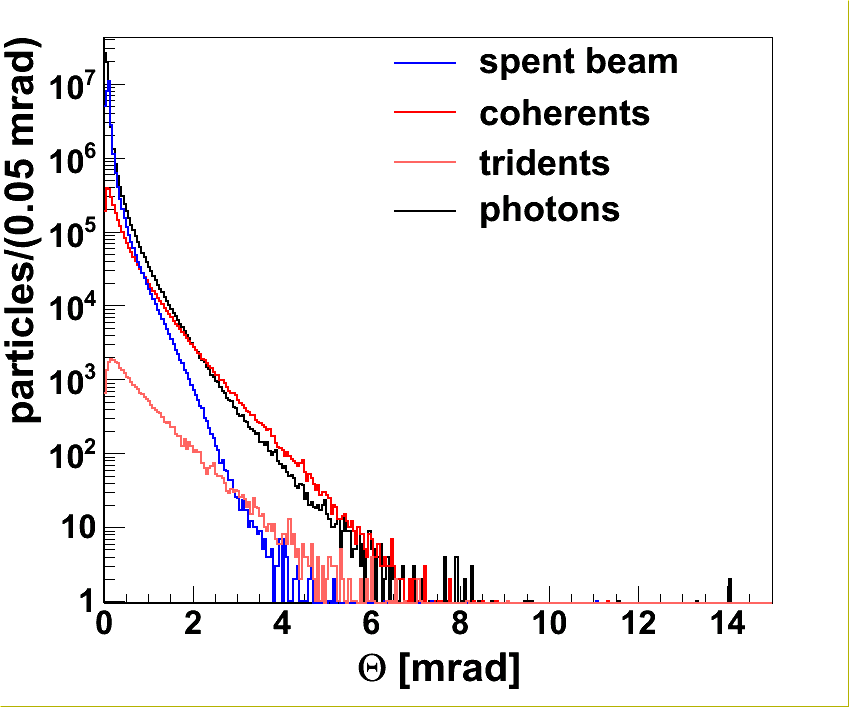 particles/(0.05 mrad)
10⁷
10⁶
10⁵
10⁴
10³
10²
10
1
spent beam
coherents
tridents
photons
0 2 4 6 8 10 12 14
Θ [mrad]